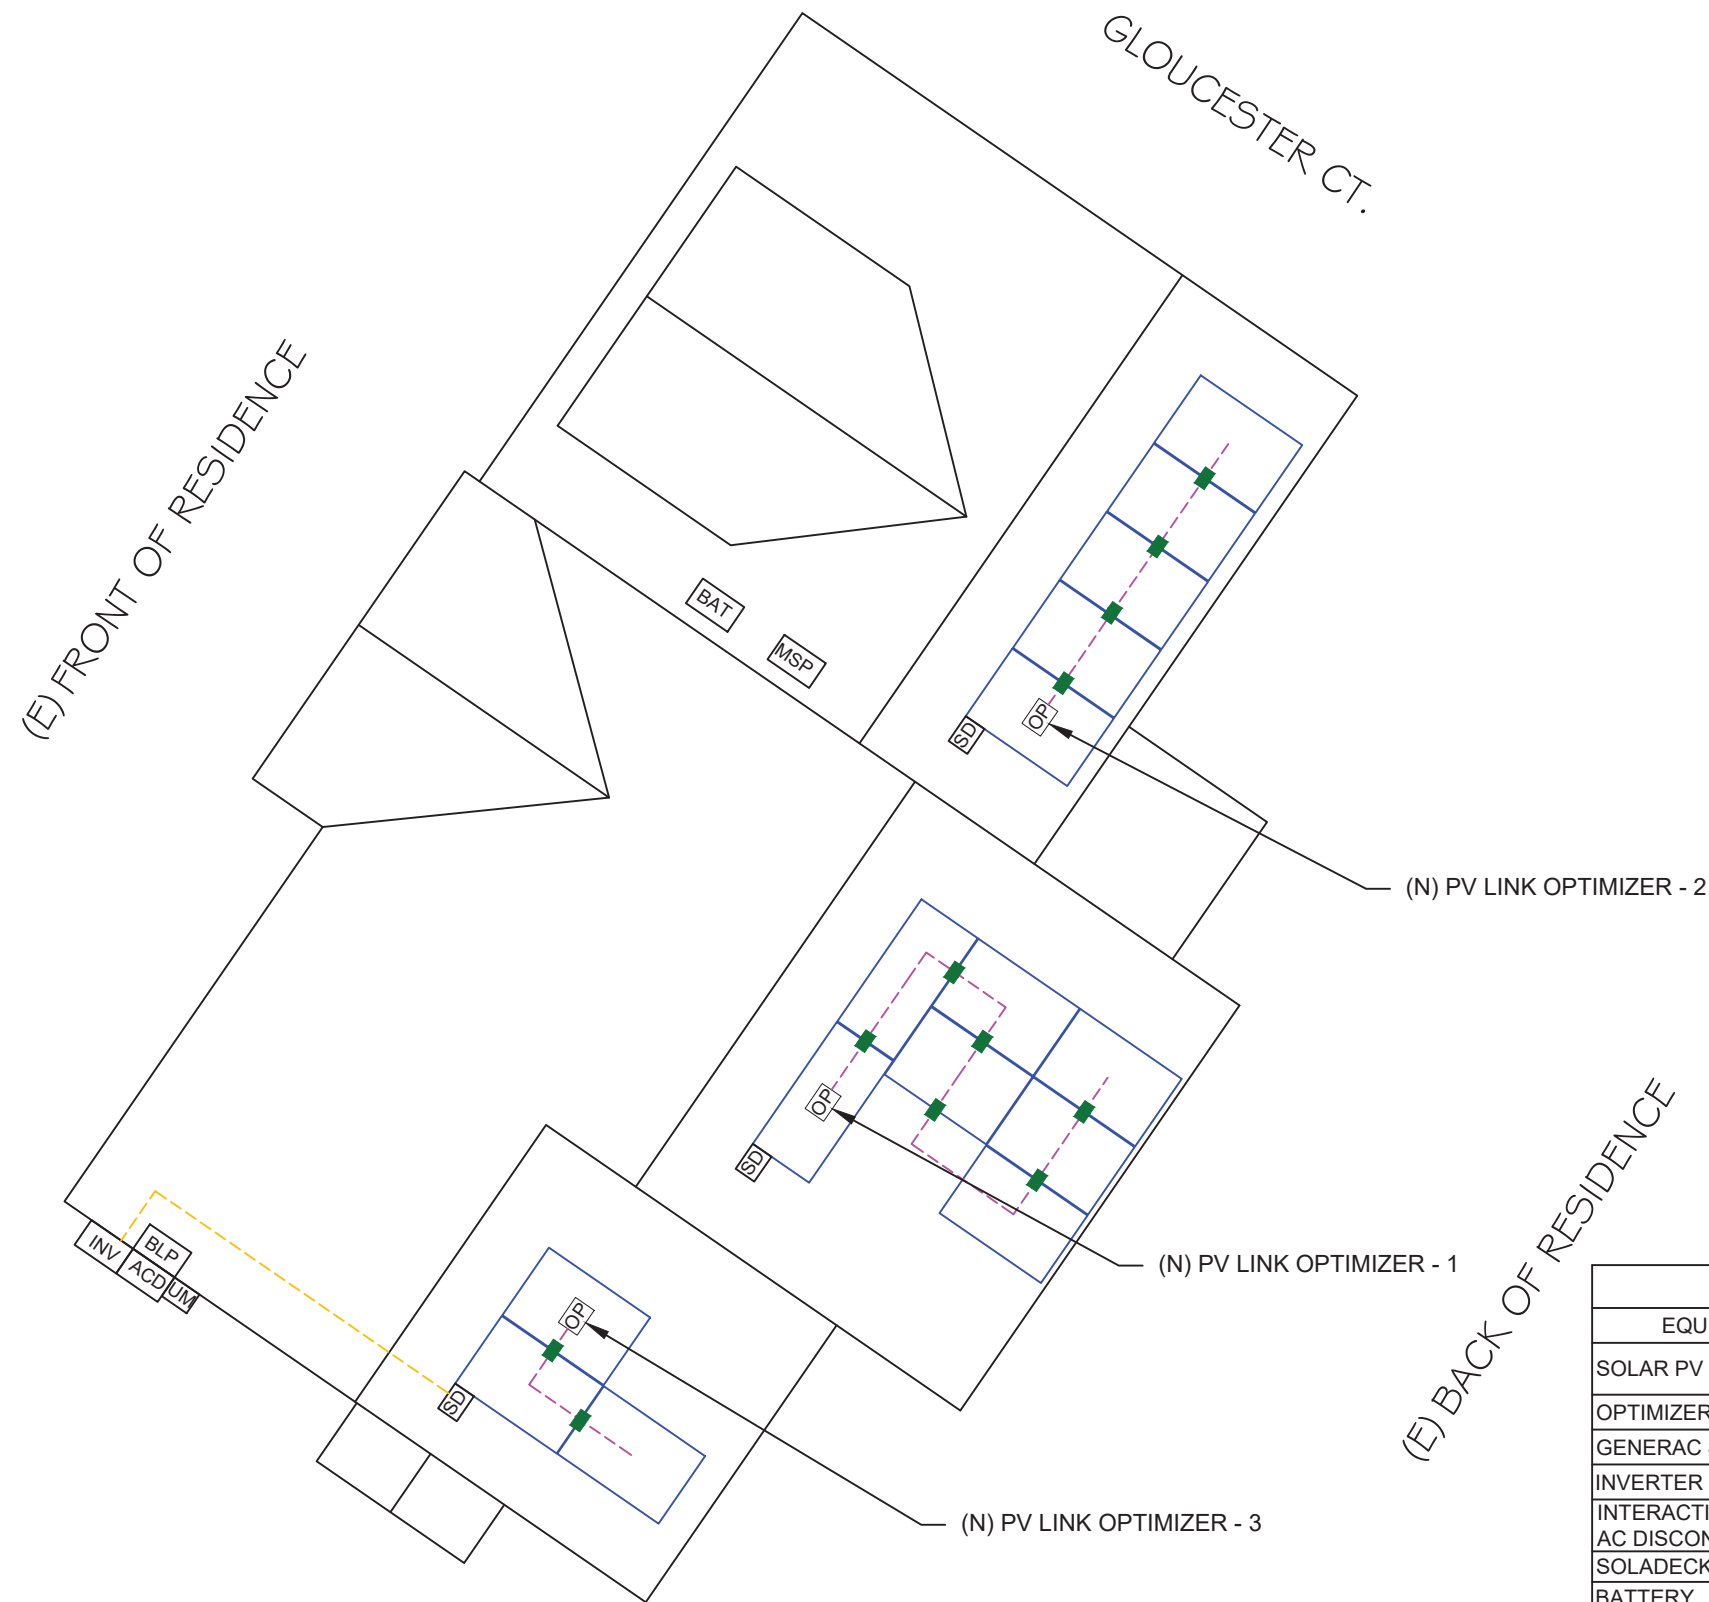 GLOUCESTER CT.
(E) FRONT OF RESIDENCE
BAT
MSP
OP
SD
(N) PV LINK OPTIMIZER - 2
OP
SD
(N) PV LINK OPTIMIZER - 1
INV
BLP
ACD
UM
OP
SD
(N) PV LINK OPTIMIZER - 3
(E) BACK OF RESIDENCE
EQU
SOLAR PV
OPTIMIZER
GENERAC
INVERTER
INTERACTI
AC DISCON
SOLADECK
BATTERY